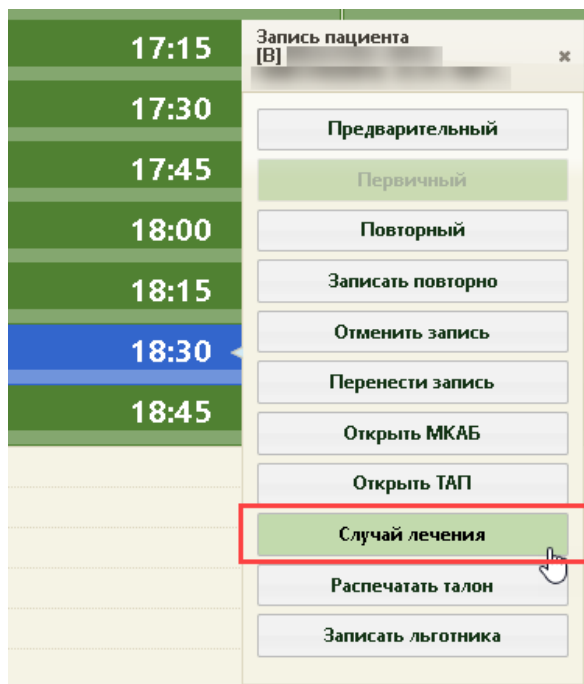 17:15
17:30
17:45
18:00
18:15
18:30
18:45
Запись пациента
[В]
Предварительный
Первичный
Повторный
Записать повторно
Отменить запись
Перенести запись
Открыть МКАБ
Открыть ТАП
Случай лечения
Распечатать талон
Записать льготника